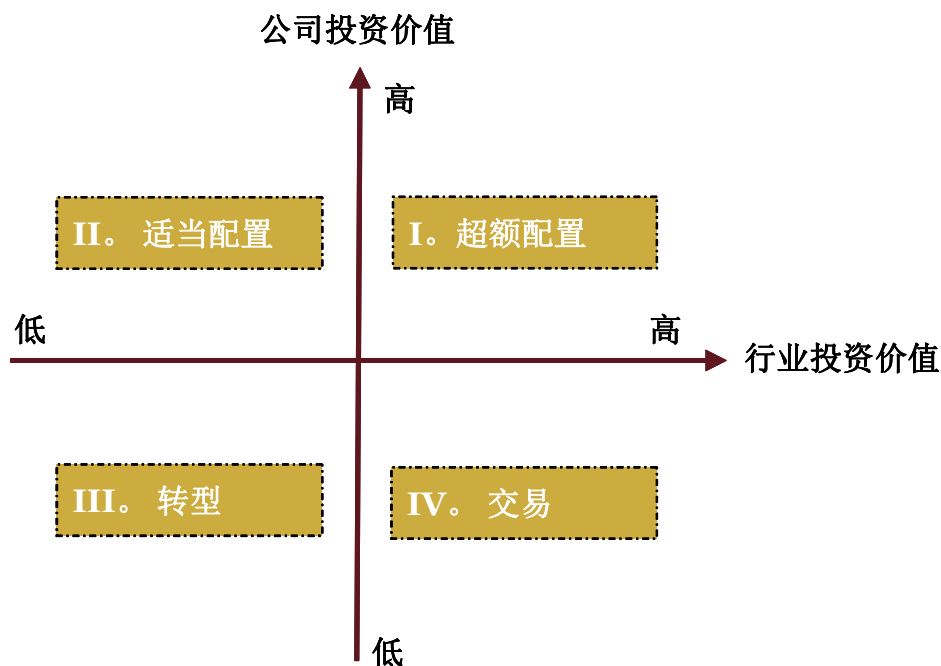 公司投资价值
高
II。 适当配置
I。超额配置
低
高
行业投资价值
III。 转型
IV。 交易
低